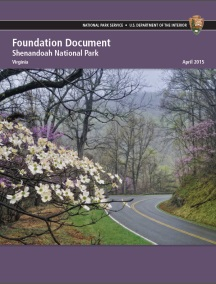 NATIONAL PARK SERVICE • U.S. DEPARTMENT OF THE INTERIOR
Foundation Document
Shenandoah National Park
Virginia
April 2015